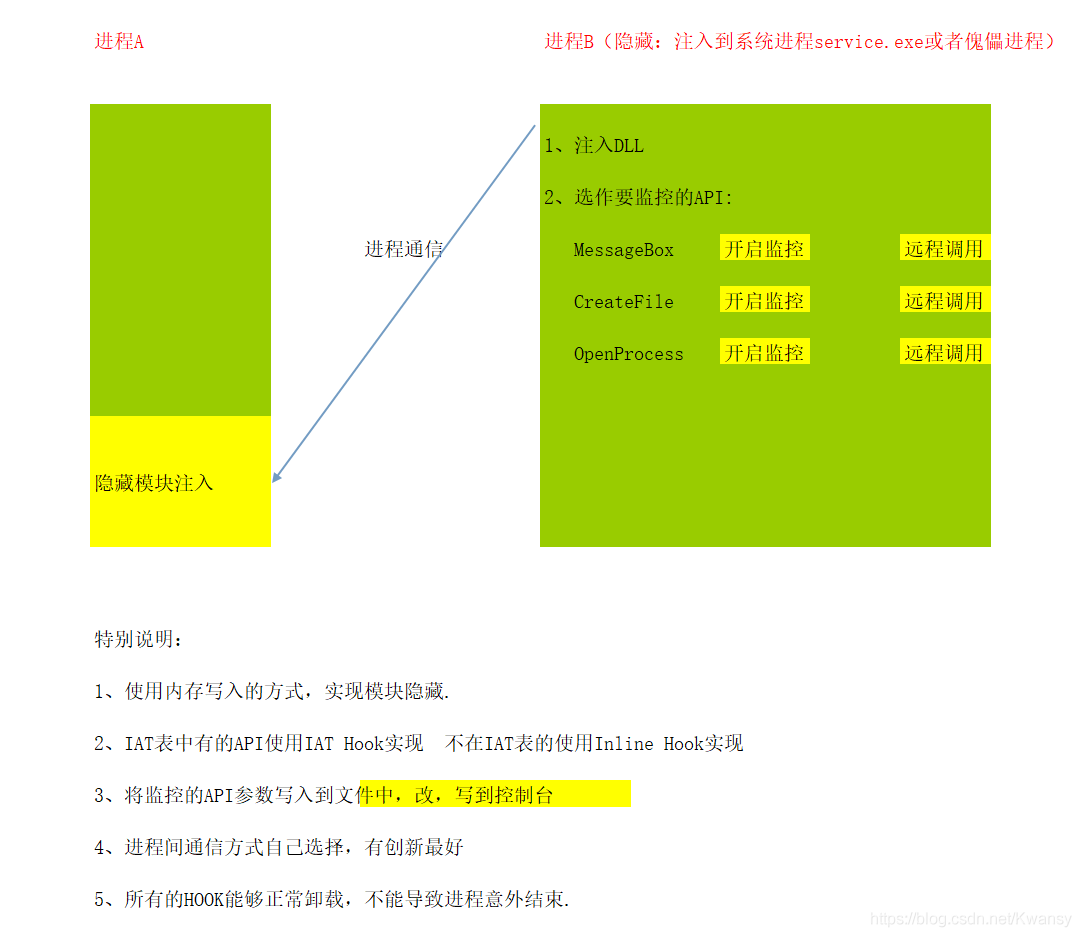 进程A
进程B（隐藏：注入到系统进程service.exe或者傀儡进程）
1、注入DLL
2、选作要监控的API:
进程通信
MessageBox 开启监控 远程调用
CreateFile 开启监控 远程调用
OpenProcess 开启监控 远程调用
隐藏模块注入
特别说明：
1、使用内存写入的方式，实现模块隐藏.
2、IAT表中有的API使用IAT Hook实现 不在IAT表的使用Inline Hook实现
3、将监控的API参数写入到文件中，改，写到控制台
4、进程间通信方式自己选择，有创新最好
5、所有的HOOK能够正常卸载，不能导致进程意外结束.
https://blog.csdn.net/Kwansy